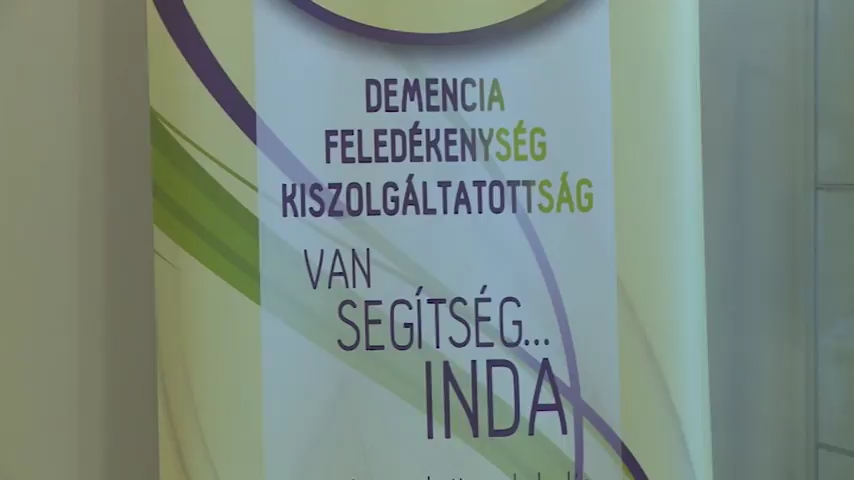 DEMENCIA
FELEDÉKENYSÉG
KISZOLGÁLTATOTTSÁG
VAN
SEGÍTSÉG...
INDA